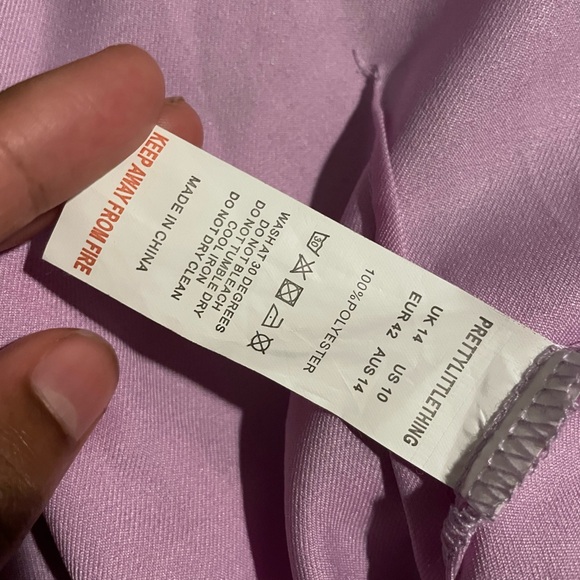 PRETTYLITTLETHING
UK 14 US 10
EUR 42 AUS 14
100%POLYESTER
30
WASH AT 30 DEGREES
DO NOT BLEACH
DO NOT TUMBLE DRY
COOL IRON
DO NOT DRY CLEAN
MADE IN CHINA
KEEP AWAY FROM FIRE